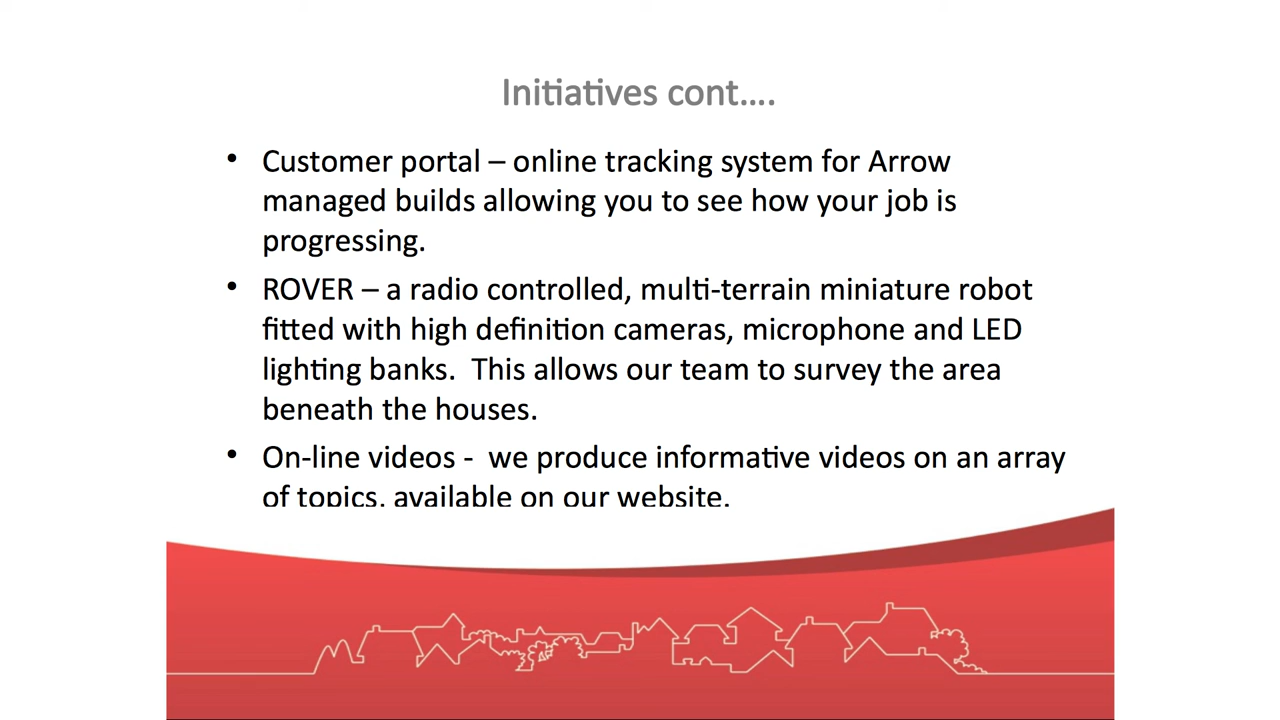 Initiatives cont....
• Customer portal – online tracking system for Arrow
managed builds allowing you to see how your job is
progressing.
• ROVER – a radio controlled, multi-terrain miniature robot
fitted with high definition cameras, microphone and LED
lighting banks.  This allows our team to survey the area
beneath the houses.
• On-line videos -  we produce informative videos on an array
of topics, available on our website.